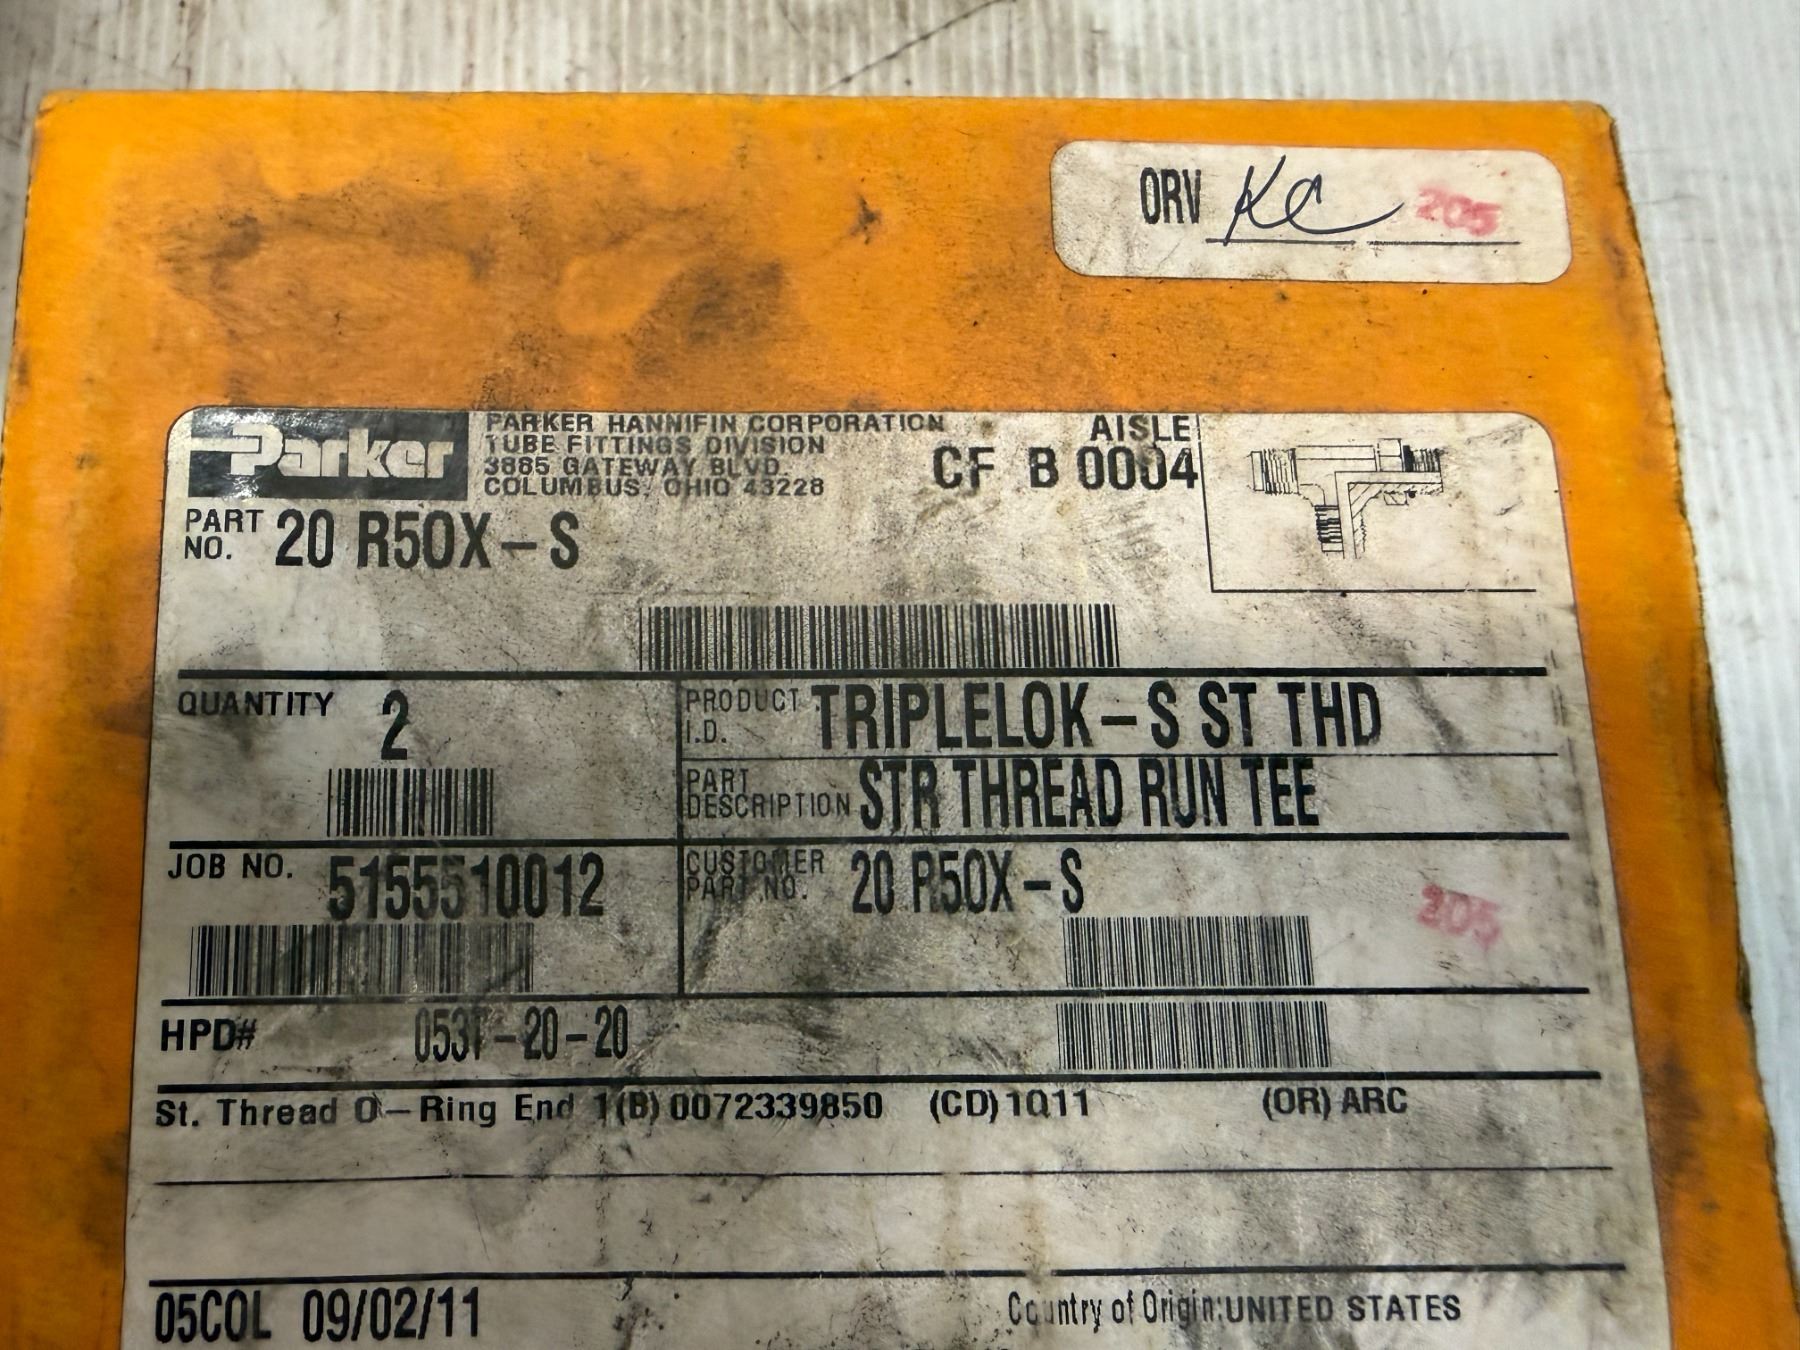 ORV KC 205
Parker
PARKER HANNIFIN CORPORATION
TUBE FITTINGS DIVISION
3885 GATEWAY BLVD.
COLUMBUS, OHIO 43228
AISLE
CF B 0004
PART NO. 20 R5OX-S
QUANTITY 2
PRODUCT I.D. TRIPLELOK-S ST THD
PART DESCRIPTION STR THREAD RUN TEE
JOB NO. 5155510012
CUSTOMER PART NO. 20 R5OX-S
205
HPD# 053T-20-20
St. Thread O-Ring End 1(B) 0072339850 (CD) 1Q11 (OR) ARC
05COL 09/02/11
Country of Origin:UNITED STATES